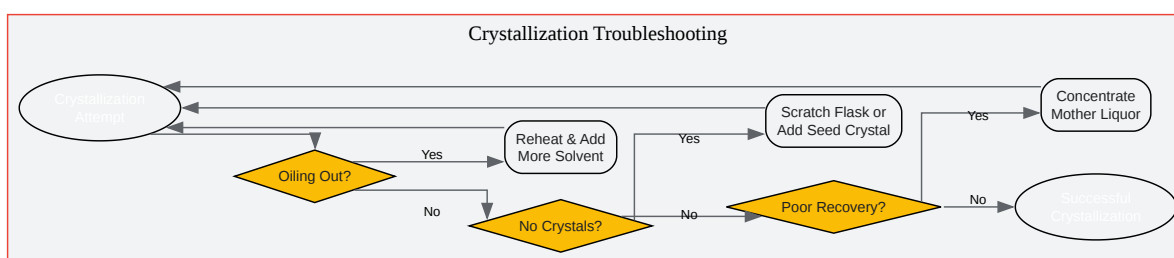 Crystallization Troubleshooting
Crystallization
Attempt
Oiling Out?
Yes
No
Reheat & Add
More Solvent
No Crystals?
Yes
No
Scratch Flask or
Add Seed Crystal
Poor Recovery?
Yes
No
Concentrate
Mother Liquor
Successful
Crystallization